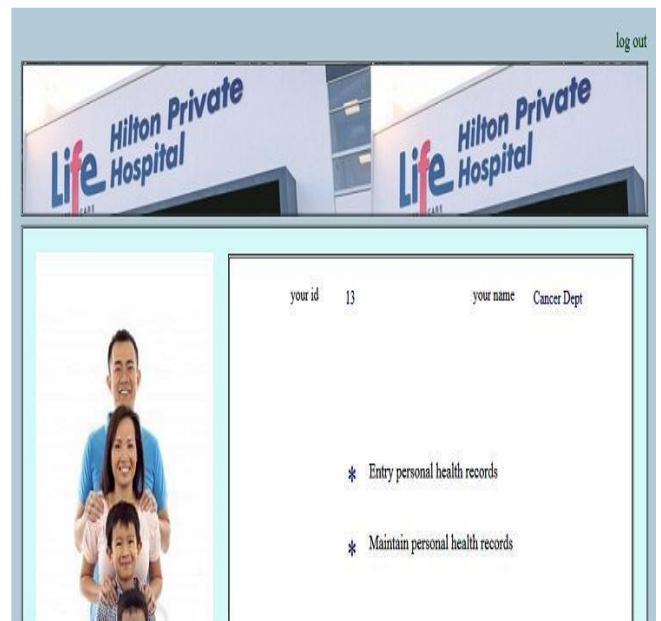 log out
Life Hilton Private
Hospital
Life Hilton Private
Hospital
your id 13 your name Cancer Dept
* Entry personal health records
* Maintain personal health records